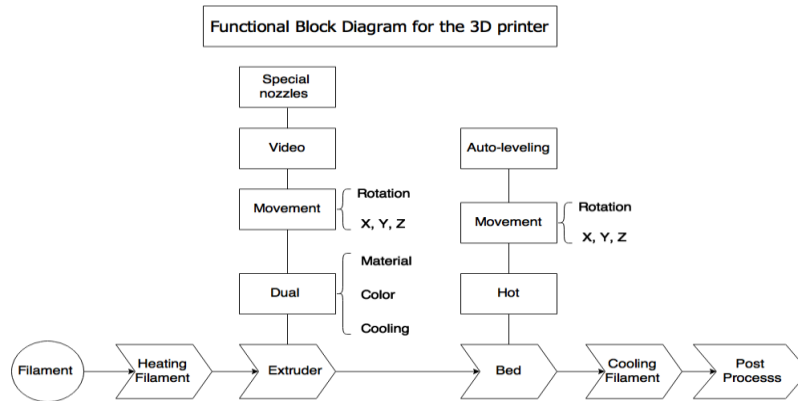 Functional Block Diagram for the 3D printer
Special
nozzles
Video
Auto-leveling
Movement
Rotation
X, Y, Z
Movement
Rotation
X, Y, Z
Dual
Material
Color
Cooling
Hot
Filament
Heating
Filament
Extruder
Bed
Cooling
Filament
Post
Processs